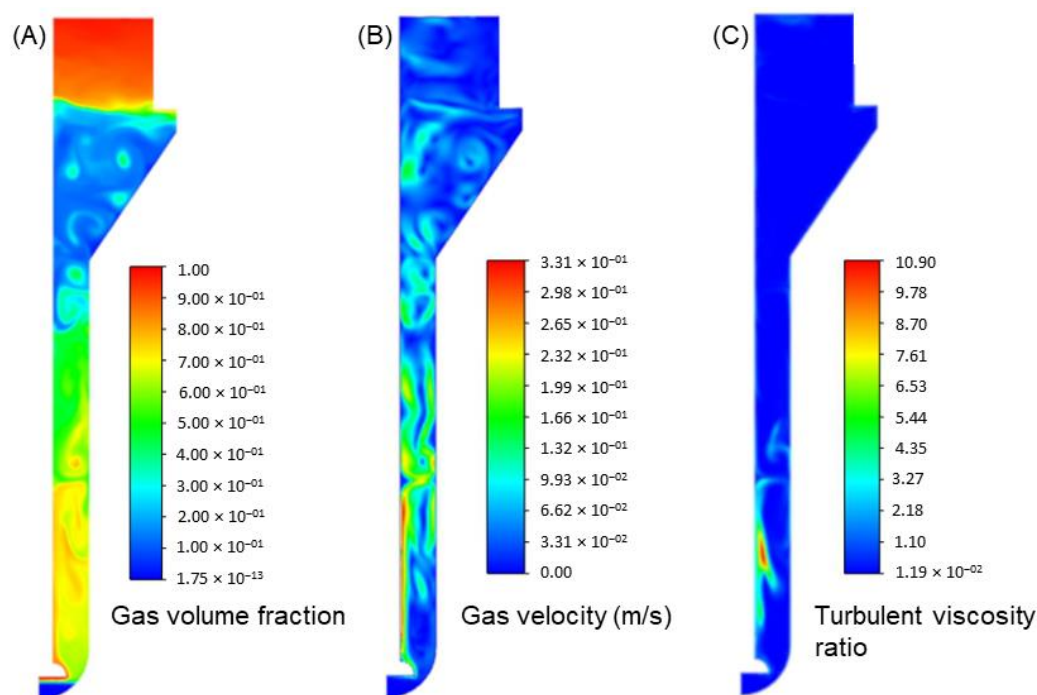 (A)
1.00
9.00 × 10⁻⁰¹
8.00 × 10⁻⁰¹
7.00 × 10⁻⁰¹
6.00 × 10⁻⁰¹
5.00 × 10⁻⁰¹
4.00 × 10⁻⁰¹
3.00 × 10⁻⁰¹
2.00 × 10⁻⁰¹
1.00 × 10⁻⁰¹
1.75 × 10⁻¹³
Gas volume fraction
(B)
3.31 × 10⁻⁰¹
2.98 × 10⁻⁰¹
2.65 × 10⁻⁰¹
2.32 × 10⁻⁰¹
1.99 × 10⁻⁰¹
1.66 × 10⁻⁰¹
1.32 × 10⁻⁰¹
9.93 × 10⁻⁰²
6.62 × 10⁻⁰²
3.31 × 10⁻⁰²
0.00
Gas velocity (m/s)
(C)
10.90
9.78
8.70
7.61
6.53
5.44
4.35
3.27
2.18
1.10
1.19 × 10⁻⁰²
Turbulent viscosity
ratio